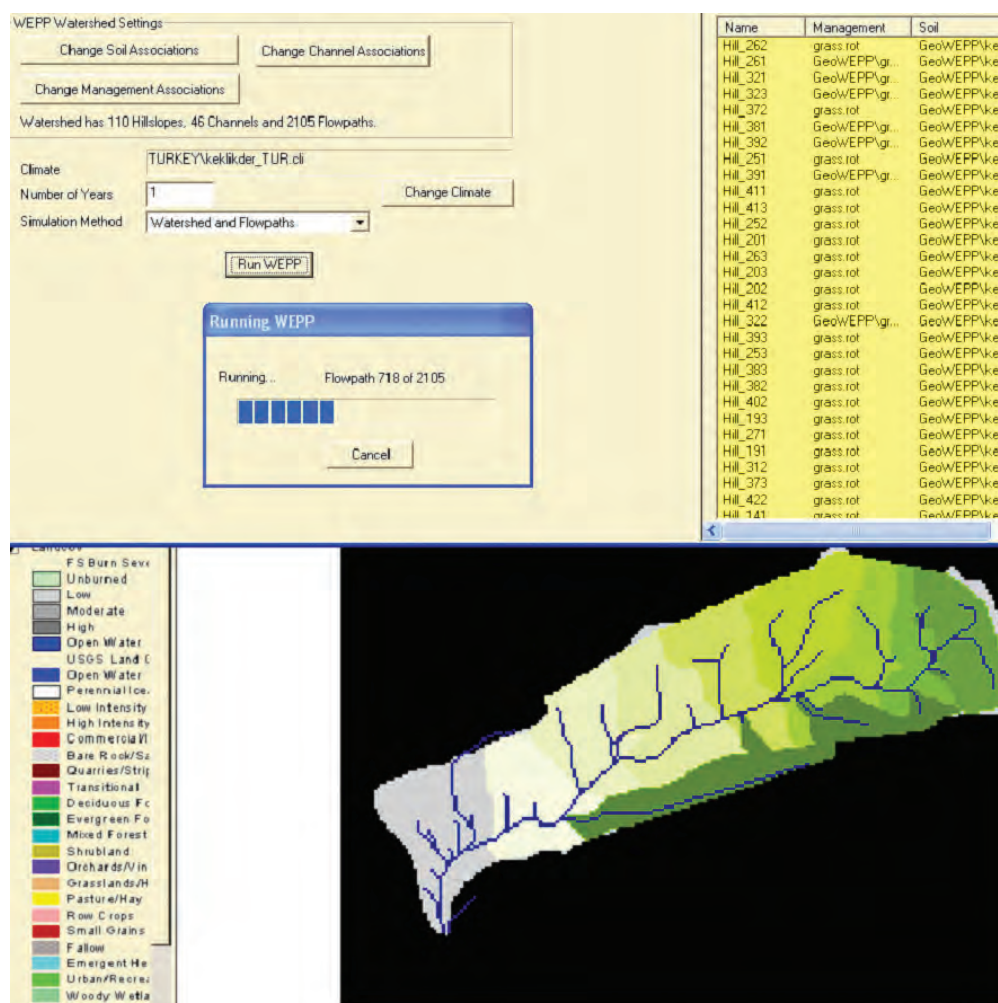 WEPP Watershed Settings
Change Soil Associations
Change Channel Associations
Change Management Associations
Watershed has 110 Hillslopes, 46 Channels and 2105 Flowpaths.
Climate
TURKEY\keklikder_TUR.cli
Number of Years
1
Change Climate
Simulation Method
Watershed and Flowpaths
Run WEPP
Running WEPP
Running...
Flowpath 718 of 2105
Cancel
Name Management Soil
Hill_262 grass.rot GeoWEPP\ke
Hill_261 GeoWEPP\gr... GeoWEPP\ke
Hill_321 GeoWEPP\gr... GeoWEPP\ke
Hill_323 GeoWEPP\gr... GeoWEPP\ke
Hill_372 grass.rot GeoWEPP\ke
Hill_381 GeoWEPP\gr... GeoWEPP\ke
Hill_392 GeoWEPP\gr... GeoWEPP\ke
Hill_251 grass.rot GeoWEPP\ke
Hill_391 GeoWEPP\gr... GeoWEPP\ke
Hill_411 grass.rot GeoWEPP\ke
Hill_413 grass.rot GeoWEPP\ke
Hill_252 grass.rot GeoWEPP\ke
Hill_201 grass.rot GeoWEPP\ke
Hill_263 grass.rot GeoWEPP\ke
Hill_203 grass.rot GeoWEPP\ke
Hill_202 grass.rot GeoWEPP\ke
Hill_412 grass.rot GeoWEPP\ke
Hill_322 GeoWEPP\gr... GeoWEPP\ke
Hill_393 grass.rot GeoWEPP\ke
Hill_253 grass.rot GeoWEPP\ke
Hill_383 grass.rot GeoWEPP\ke
Hill_382 grass.rot GeoWEPP\ke
Hill_402 grass.rot GeoWEPP\ke
Hill_193 grass.rot GeoWEPP\ke
Hill_271 grass.rot GeoWEPP\ke
Hill_191 grass.rot GeoWEPP\ke
Hill_312 grass.rot GeoWEPP\ke
Hill_373 grass.rot GeoWEPP\ke
Hill_422 grass.rot GeoWEPP\ke
Hill_141 grass.rot GeoWEPP\ke
Landcov
FS Burn Seve
Unburned
Low
Moderate
High
Open Water
USGS Land C
Open Water
Perennial Ice,
Low Intensity
High Intensity
Commercial/I
Bare Rock/Sa
Quarries/Strip
Transitional
Deciduous Fo
Evergreen Fo
Mixed Forest
Shrubland
Orchards/Vin
Grasslands/H
Pasture/Hay
Row Crops
Small Grains
Fallow
Emergent He
Urban/Recrea
Woody Wetla